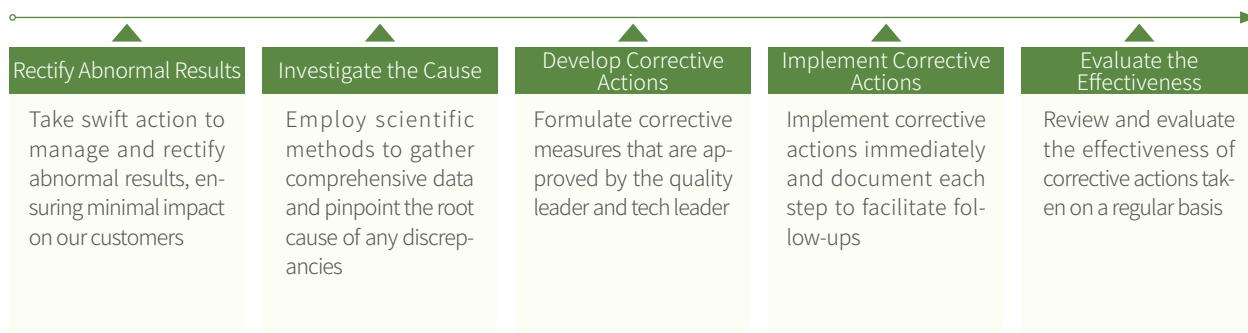 Rectify Abnormal Results
Take swift action to
manage and rectify
abnormal results, en-
suring minimal impact
on our customers
Investigate the Cause
Employ scientific
methods to gather
comprehensive data
and pinpoint the root
cause of any discrep-
ancies
Develop Corrective
Actions
Formulate corrective
measures that are ap-
proved by the quality
leader and tech leader
Implement Corrective
Actions
Implement corrective
actions immediately
and document each
step to facilitate fol-
low-ups
Evaluate the
Effectiveness
Review and evaluate
the effectiveness of
corrective actions tak-
en on a regular basis